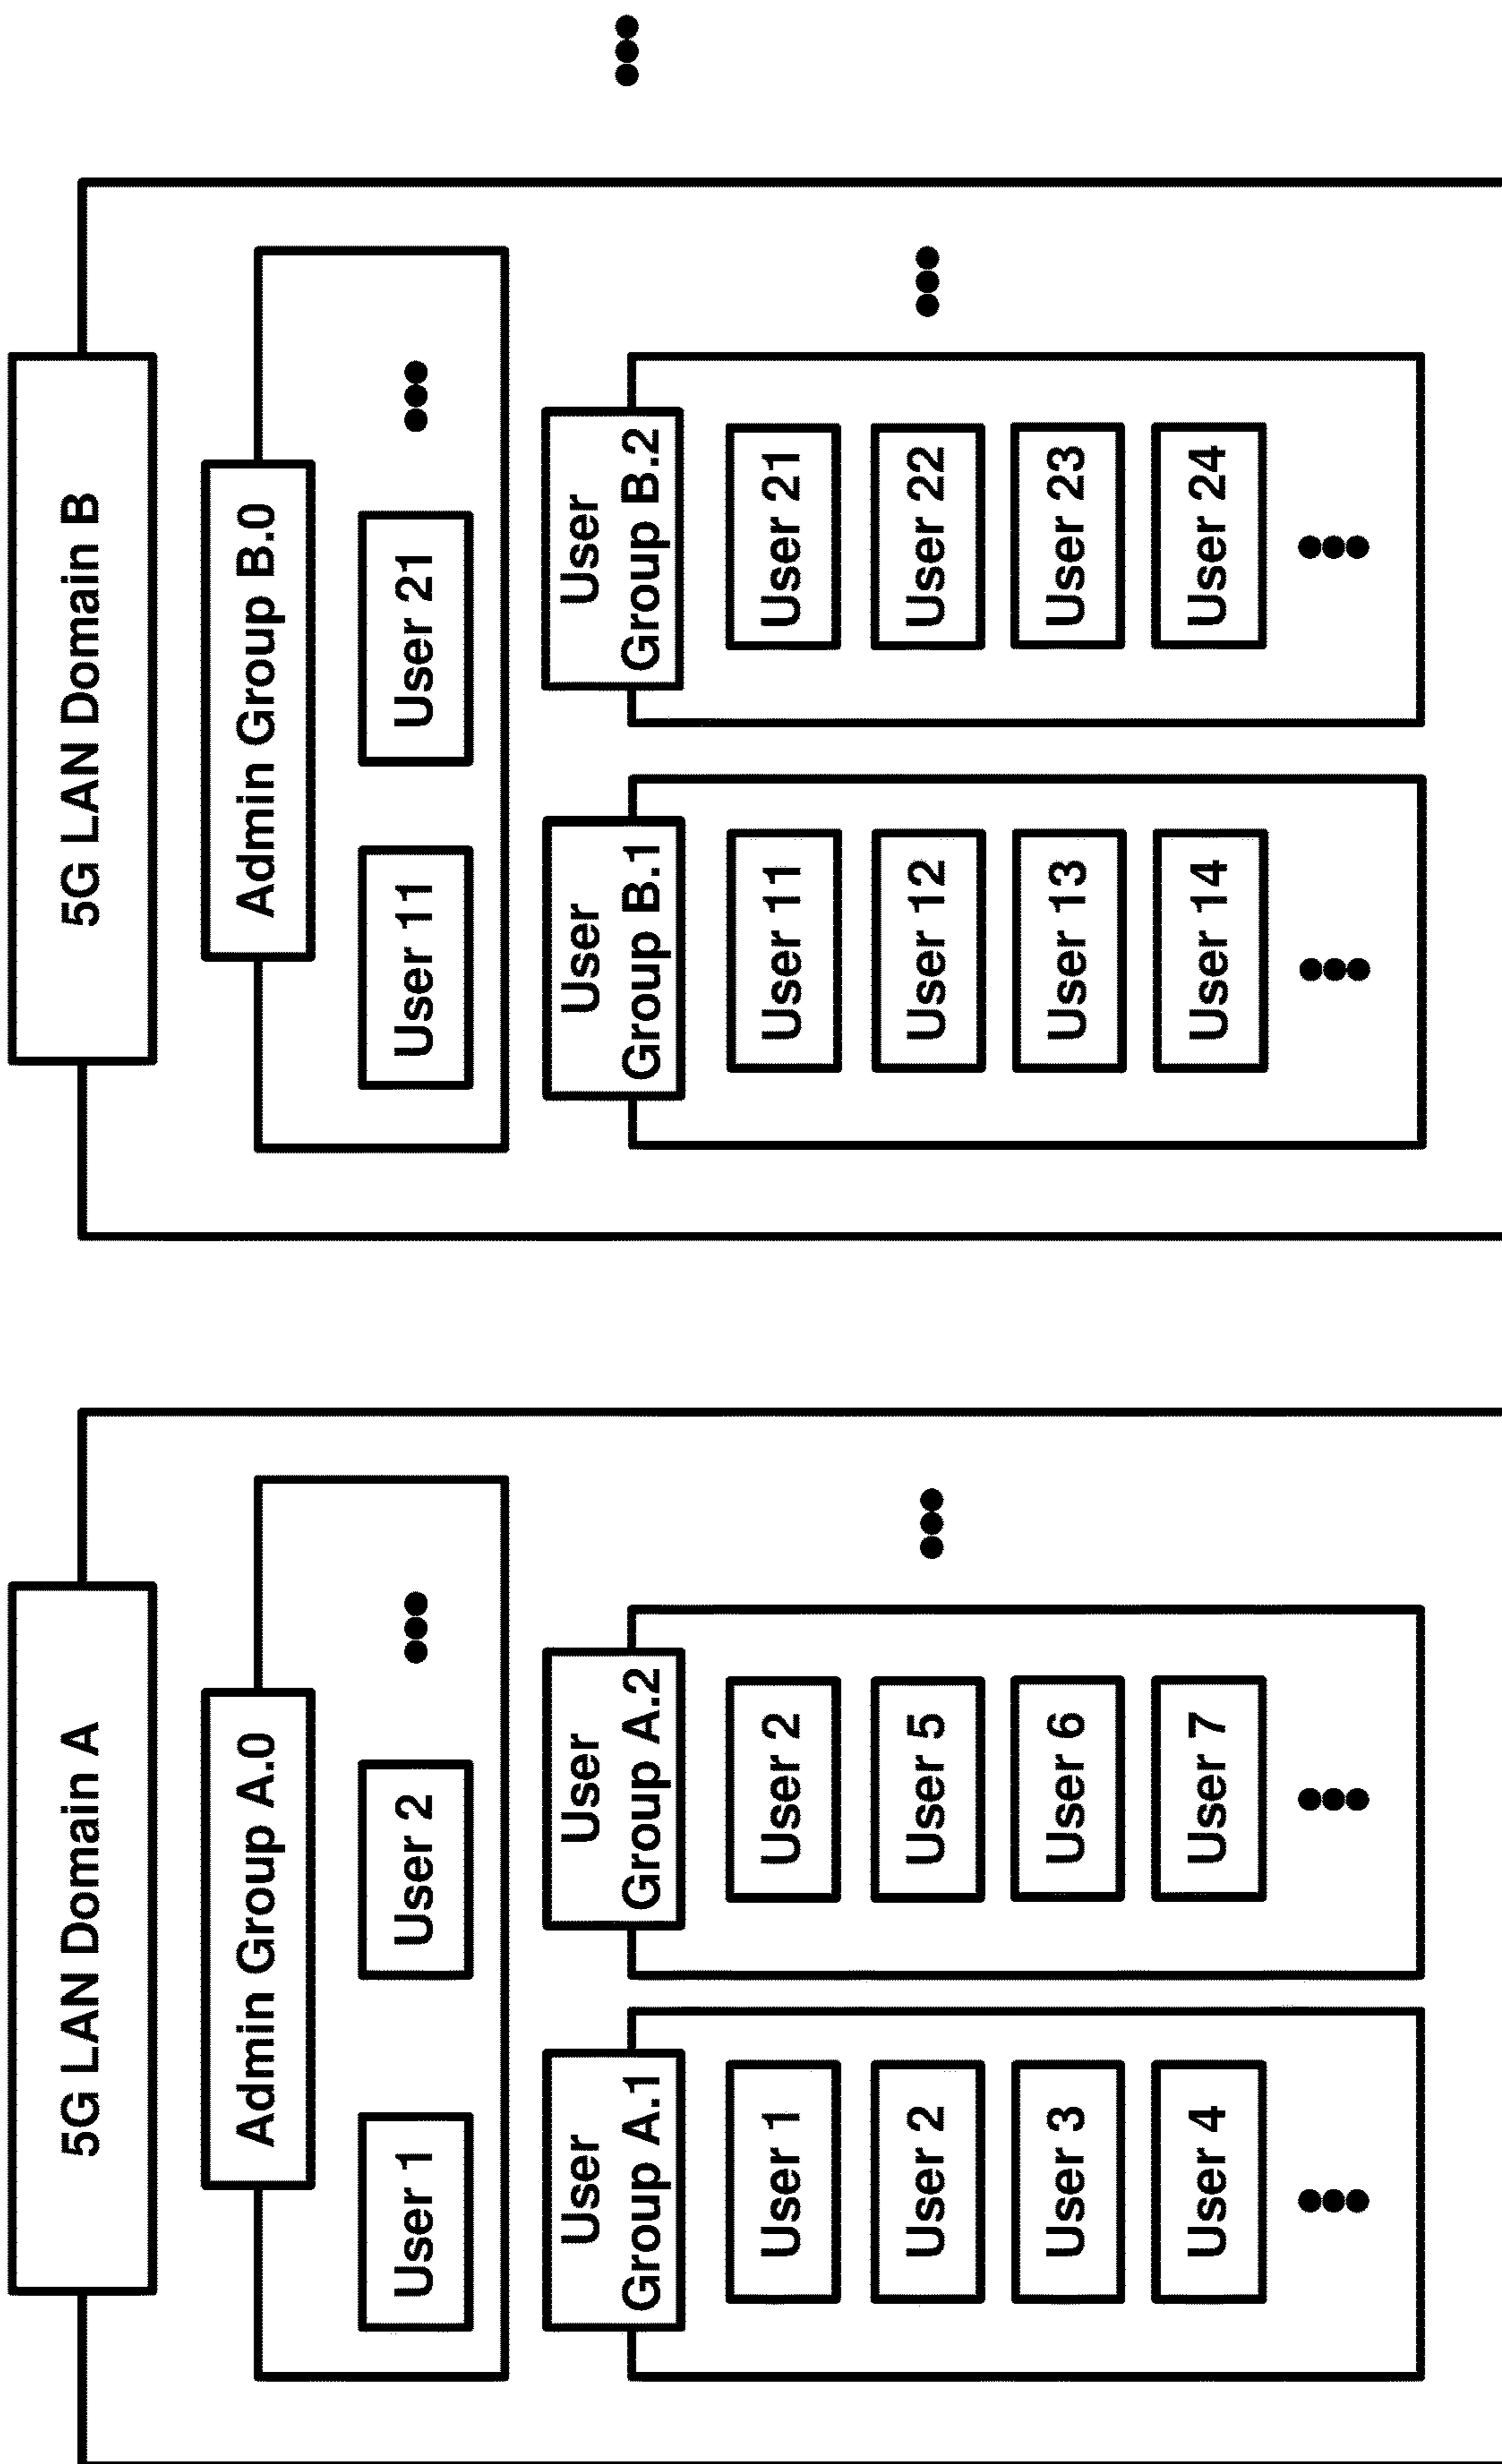 5G LAN Domain A
Admin Group A.0
User 1
User 2
User
Group A.1
User 1
User 2
User 3
User 4
User
Group A.2
User 2
User 5
User 6
User 7
5G LAN Domain B
Admin Group B.0
User 11
User 21
User
Group B.1
User 11
User 12
User 13
User 14
User
Group B.2
User 21
User 22
User 23
User 24